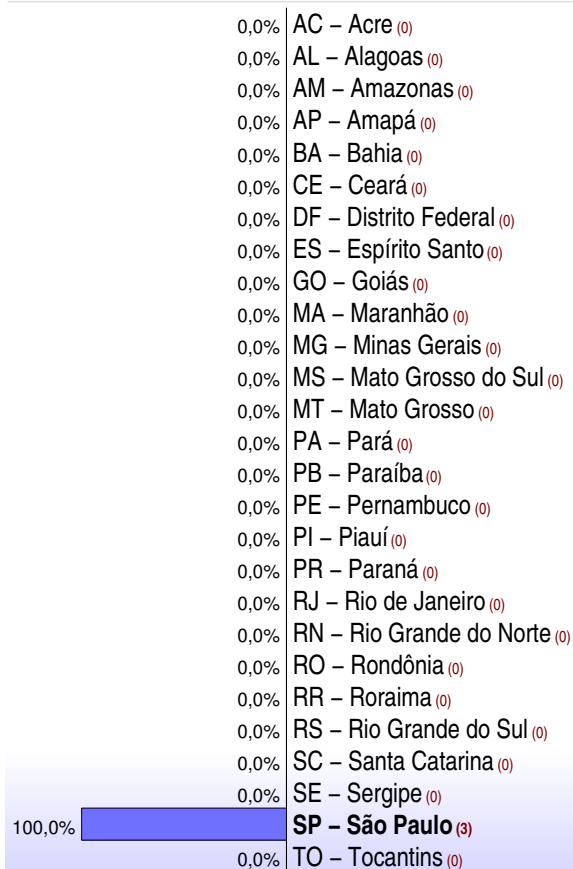 0,0% AC – Acre (0)
0,0% AL – Alagoas (0)
0,0% AM – Amazonas (0)
0,0% AP – Amapá (0)
0,0% BA – Bahia (0)
0,0% CE – Ceará (0)
0,0% DF – Distrito Federal (0)
0,0% ES – Espírito Santo (0)
0,0% GO – Goiás (0)
0,0% MA – Maranhão (0)
0,0% MG – Minas Gerais (0)
0,0% MS – Mato Grosso do Sul (0)
0,0% MT – Mato Grosso (0)
0,0% PA – Pará (0)
0,0% PB – Paraíba (0)
0,0% PE – Pernambuco (0)
0,0% PI – Piauí (0)
0,0% PR – Paraná (0)
0,0% RJ – Rio de Janeiro (0)
0,0% RN – Rio Grande do Norte (0)
0,0% RO – Rondônia (0)
0,0% RR – Roraima (0)
0,0% RS – Rio Grande do Sul (0)
0,0% SC – Santa Catarina (0)
0,0% SE – Sergipe (0)
100,0% SP – São Paulo (3)
0,0% TO – Tocantins (0)